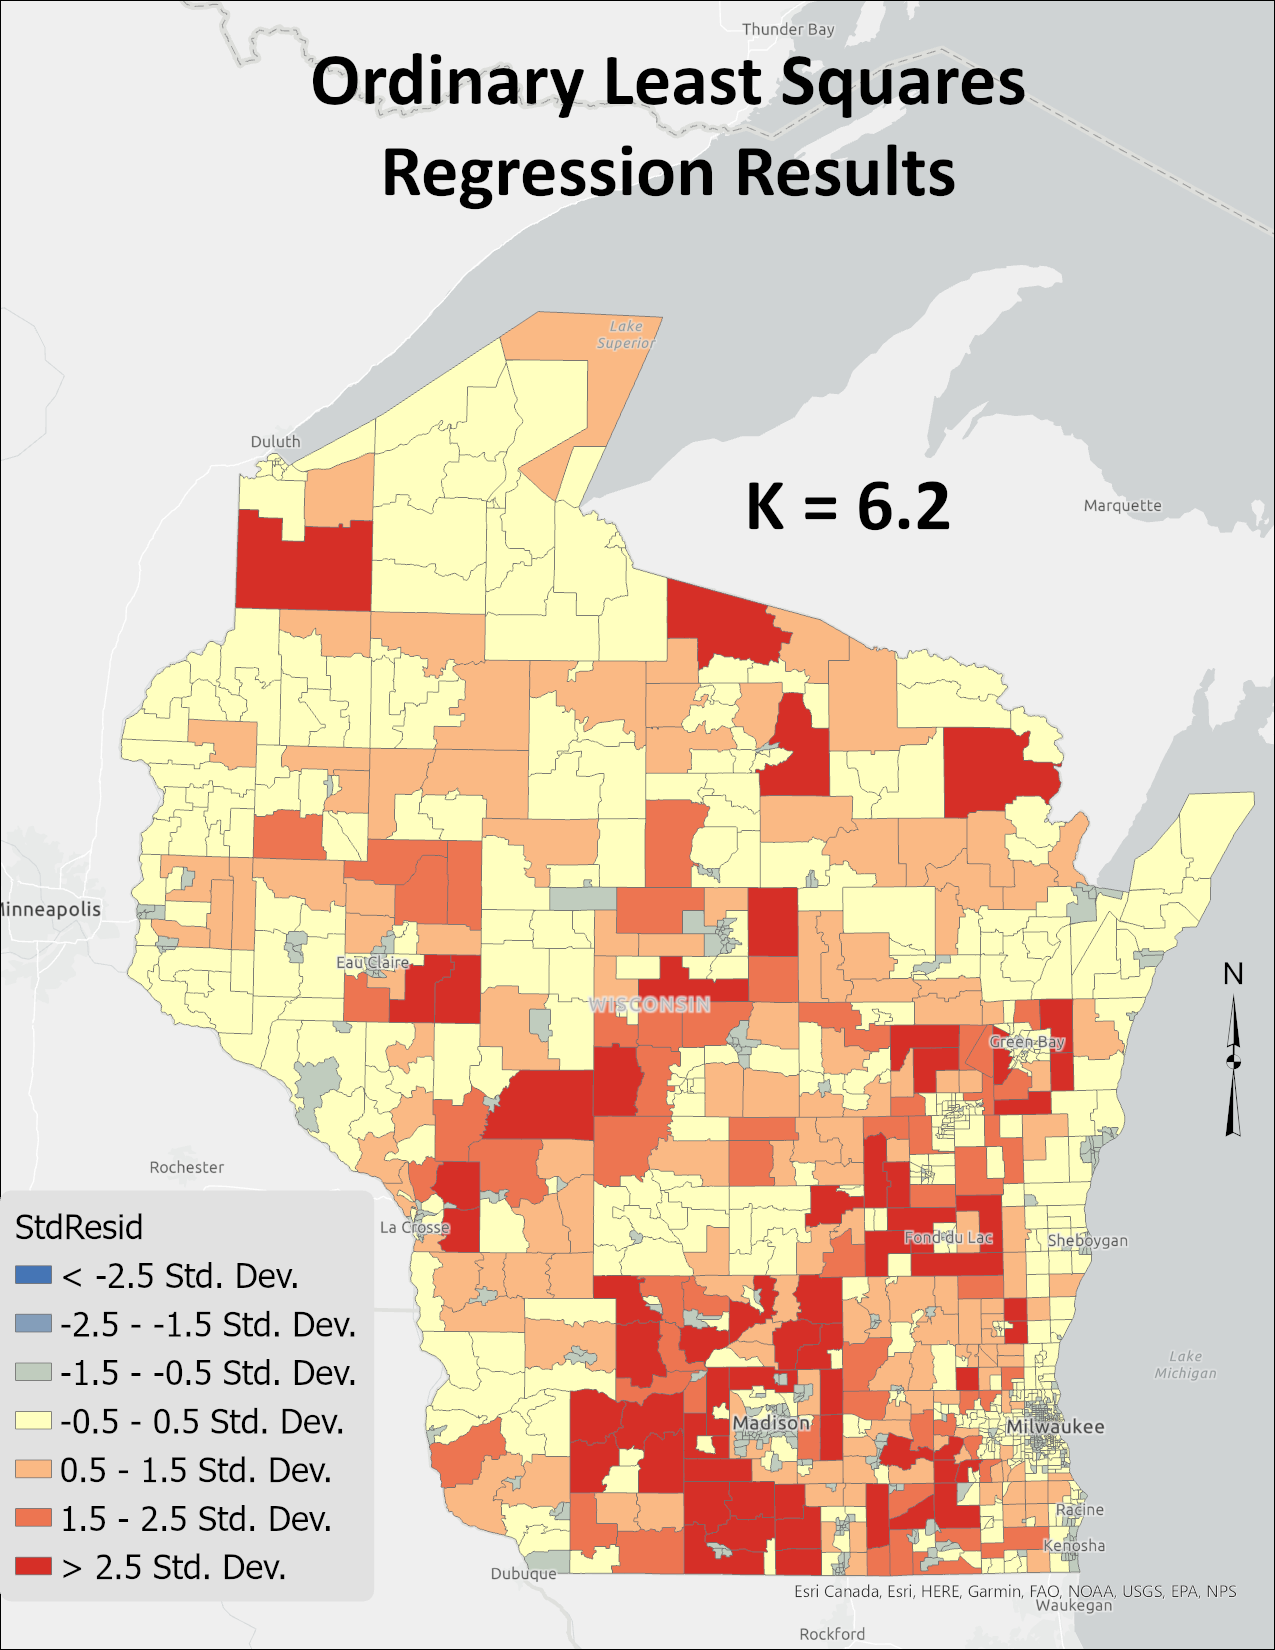 Thunder Bay
Ordinary Least Squares
Regression Results
Lake
Superior
Duluth
K = 6.2
Marquette
Minneapolis
Eau Claire
WISCONSIN
N
Green Bay
Rochester
La Crosse
Fond du Lac
Sheboygan
StdResid
< -2.5 Std. Dev.
-2.5 - -1.5 Std. Dev.
-1.5 - -0.5 Std. Dev.
-0.5 - 0.5 Std. Dev.
0.5 - 1.5 Std. Dev.
1.5 - 2.5 Std. Dev.
> 2.5 Std. Dev.
Lake
Michigan
Madison
Milwaukee
Racine
Kenosha
Dubuque
Esri Canada, Esri, HERE, Garmin, FAO, NOAA, USGS, EPA, NPS
Waukegan
Rockford